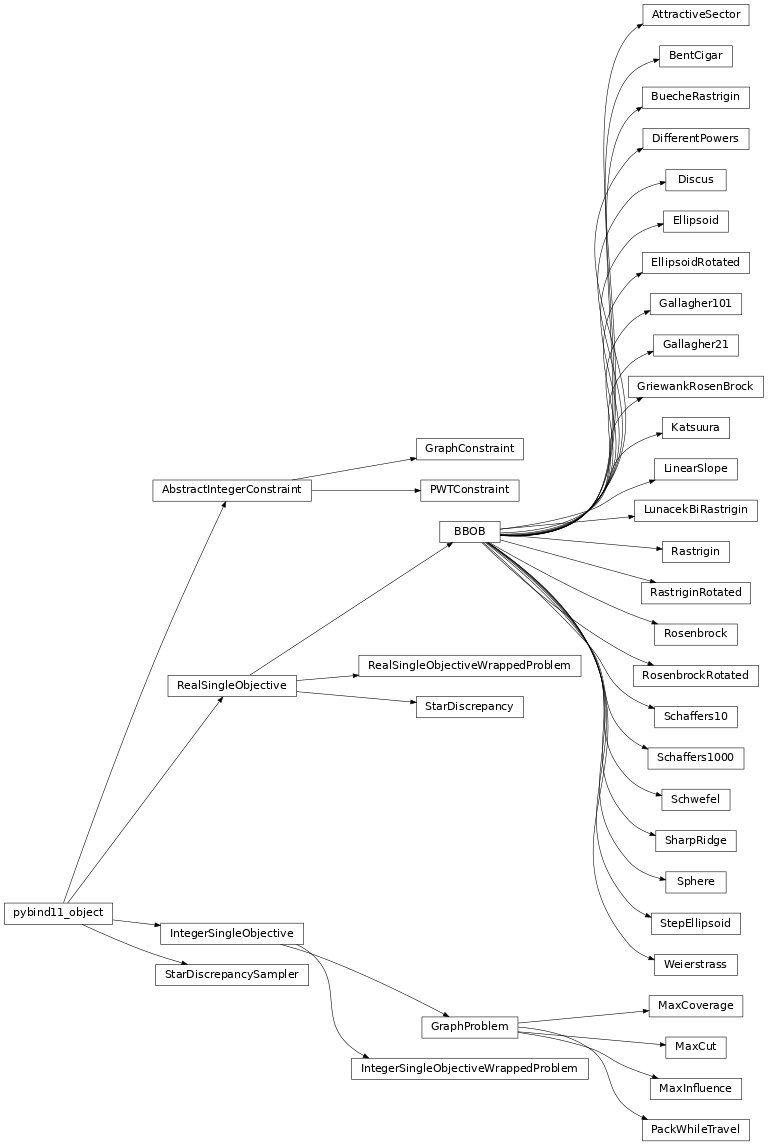 AttractiveSector
BentCigar
BuecheRastrigin
DifferentPowers
Discus
Ellipsoid
EllipsoidRotated
Gallagher101
Gallagher21
GriewankRosenBrock
Katsuura
GraphConstraint
LinearSlope
AbstractIntegerConstraint
PWTConstraint
LunacekBiRastrigin
BBOB
Rastrigin
RastriginRotated
Rosenbrock
RealSingleObjectiveWrappedProblem
RosenbrockRotated
RealSingleObjective
StarDiscrepancy
Schaffers10
Schaffers1000
Schwefel
SharpRidge
Sphere
pybind11_object
StepEllipsoid
IntegerSingleObjective
Weierstrass
StarDiscrepancySampler
MaxCoverage
GraphProblem
MaxCut
IntegerSingleObjectiveWrappedProblem
MaxInfluence
PackWhileTravel